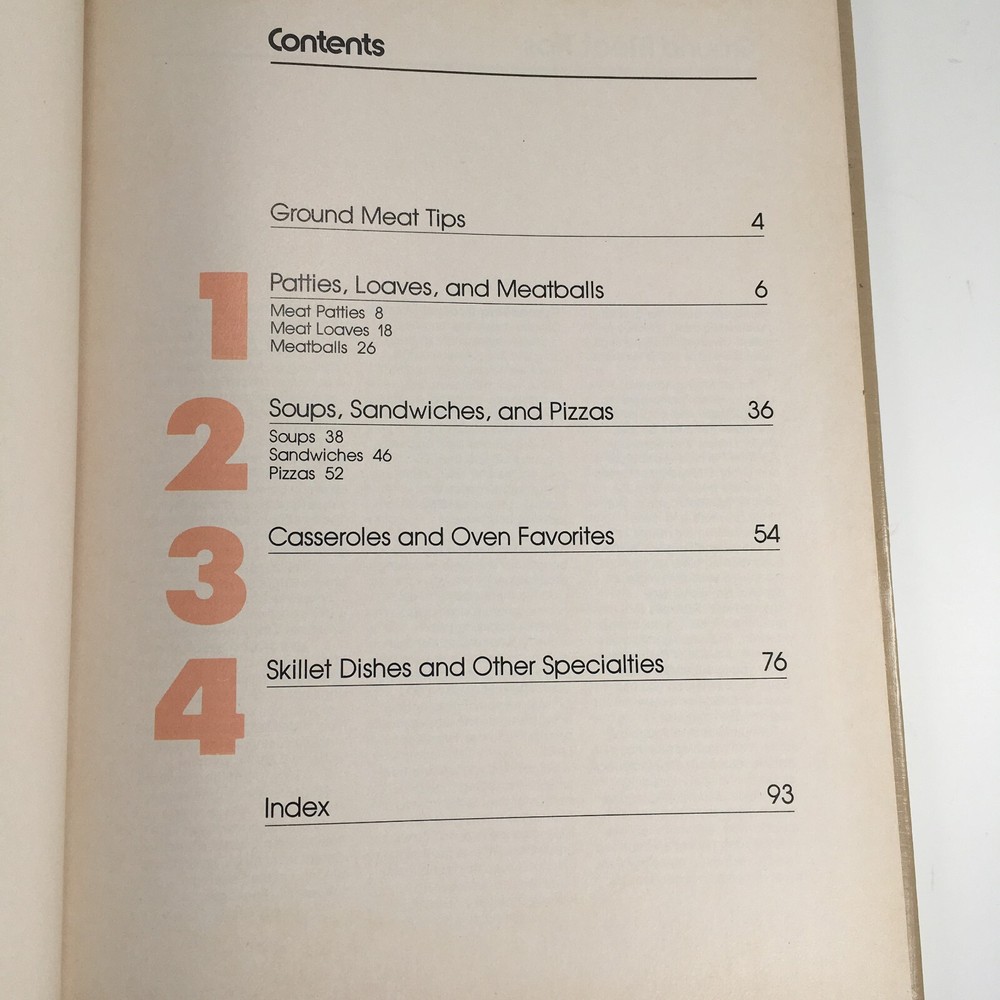 Contents
Ground Meat Tips 4
1 Patties, Loaves, and Meatballs 6
Meat Patties 8
Meat Loaves 18
Meatballs 26
2 Soups, Sandwiches, and Pizzas 36
Soups 38
Sandwiches 46
Pizzas 52
3 Casseroles and Oven Favorites 54
4 Skillet Dishes and Other Specialties 76
Index 93